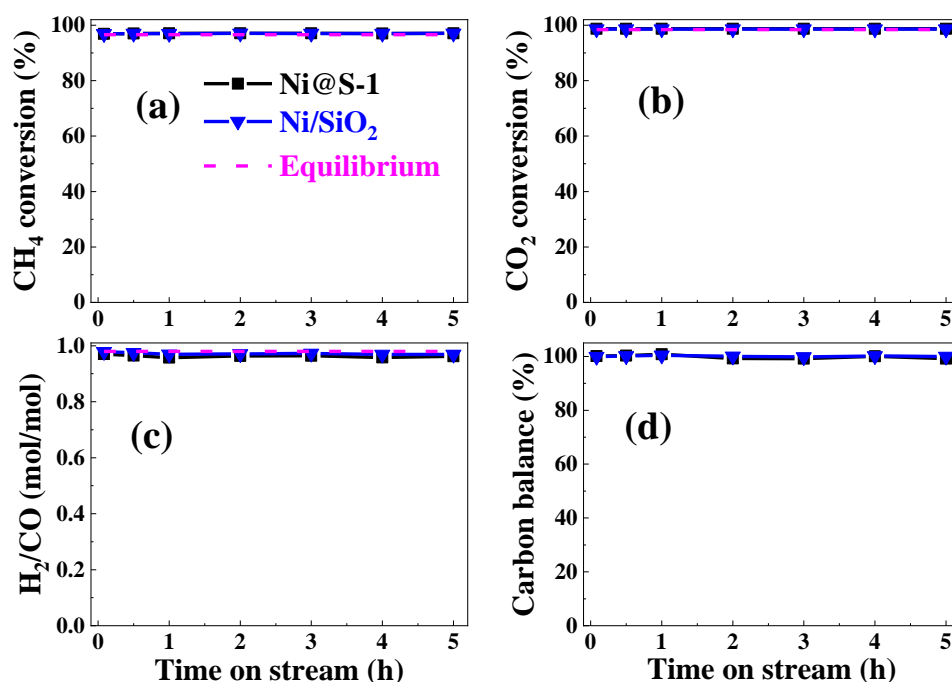 CH₄ conversion (%)
100
80
60
40
20
0
(a)
Ni@S-1
Ni/SiO₂
Equilibrium
0 1 2 3 4 5
CO₂ conversion (%)
100
80
60
40
20
0
(b)
0 1 2 3 4 5
H₂/CO (mol/mol)
1.0
0.8
0.6
0.4
0.2
0.0
(c)
0 1 2 3 4 5
Time on stream (h)
Carbon balance (%)
100
80
60
40
20
0
(d)
0 1 2 3 4 5
Time on stream (h)